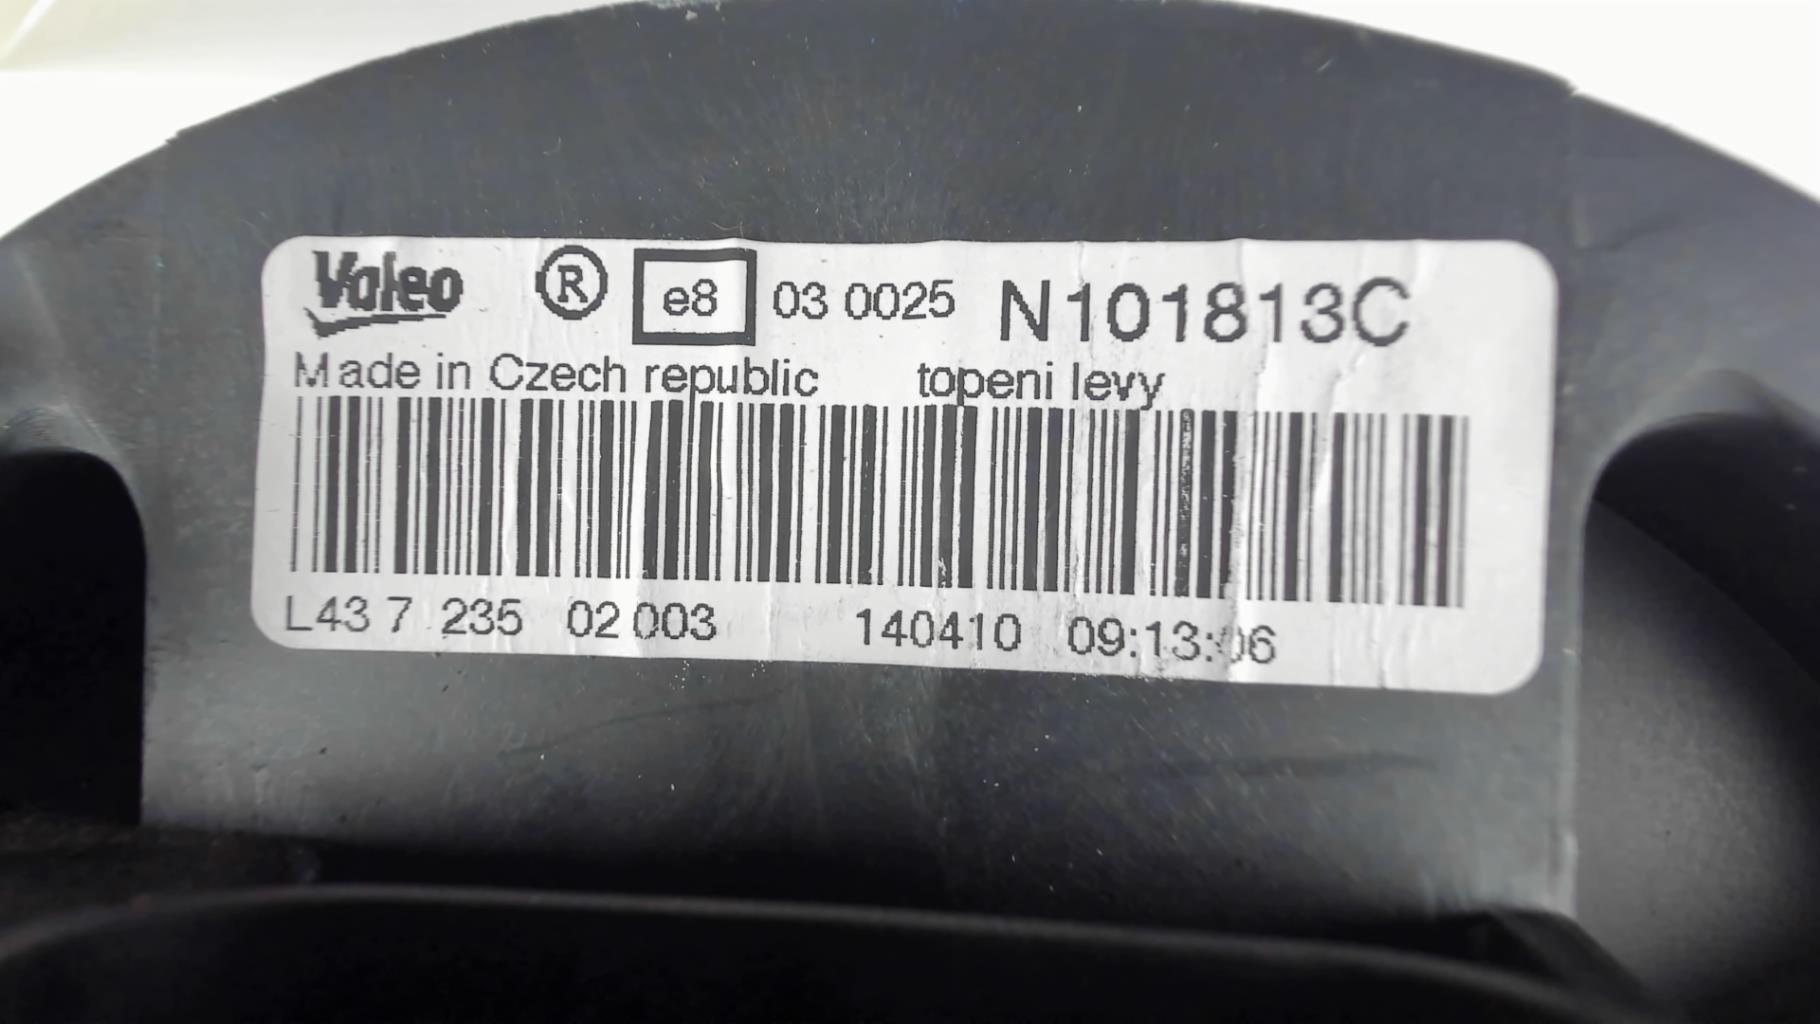 Valeo ® e8 03 0025 N101813C
Made in Czech republic topeni levy
L43 7 235 02 003 140410 09:13:06